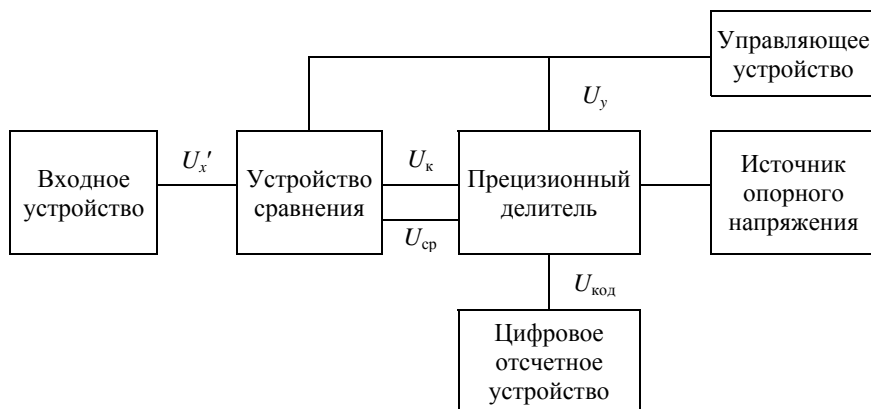 Управляющее
устройство
U_y
Входное
устройство
U_x′
Устройство
сравнения
U_к
U_ср
Прецизионный
делитель
Источник
опорного
напряжения
U_код
Цифровое
отсчетное
устройство